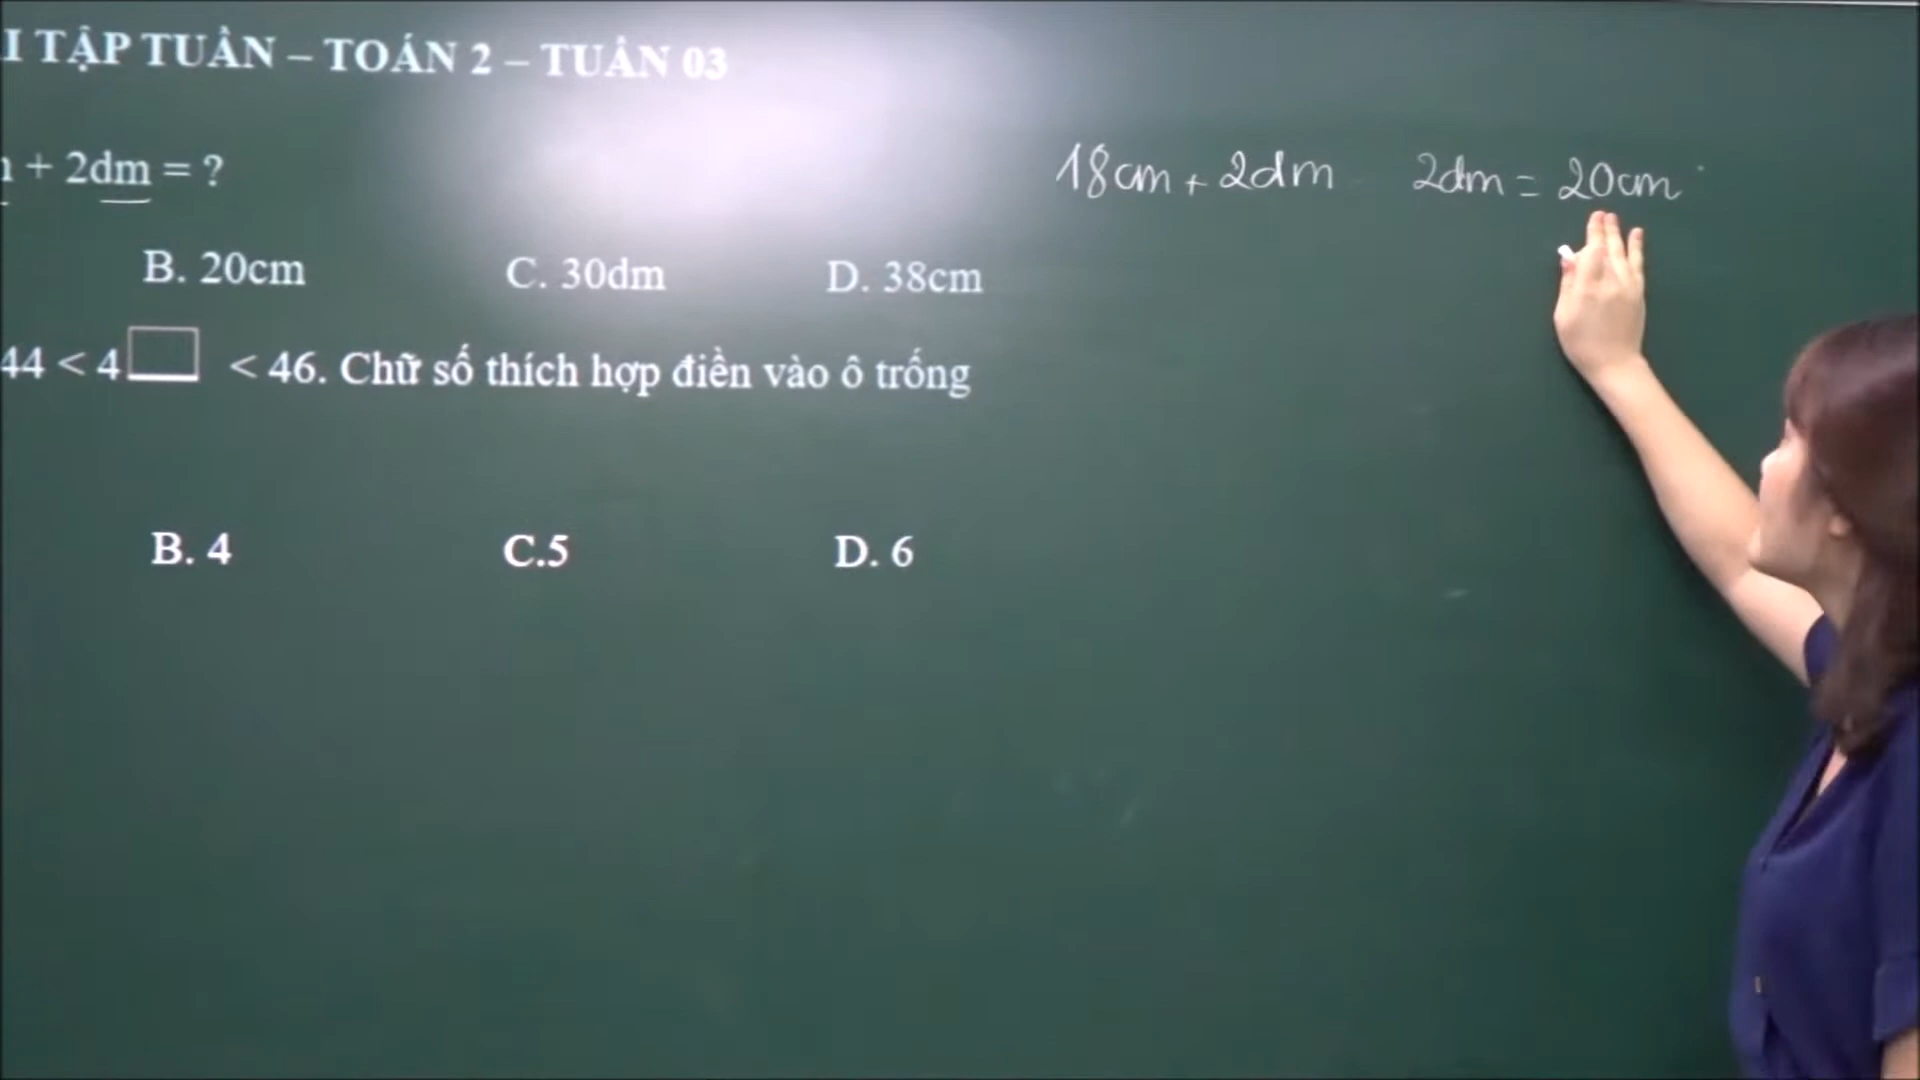 I TẬP TUẦN – TOÁN 2 – TUẦN 03
+ 2dm = ?
18cm + 2dm 2dm = 20cm
B. 20cm C. 30dm D. 38cm
44 < 4 < 46. Chữ số thích hợp điền vào ô trống
B. 4 C.5 D. 6